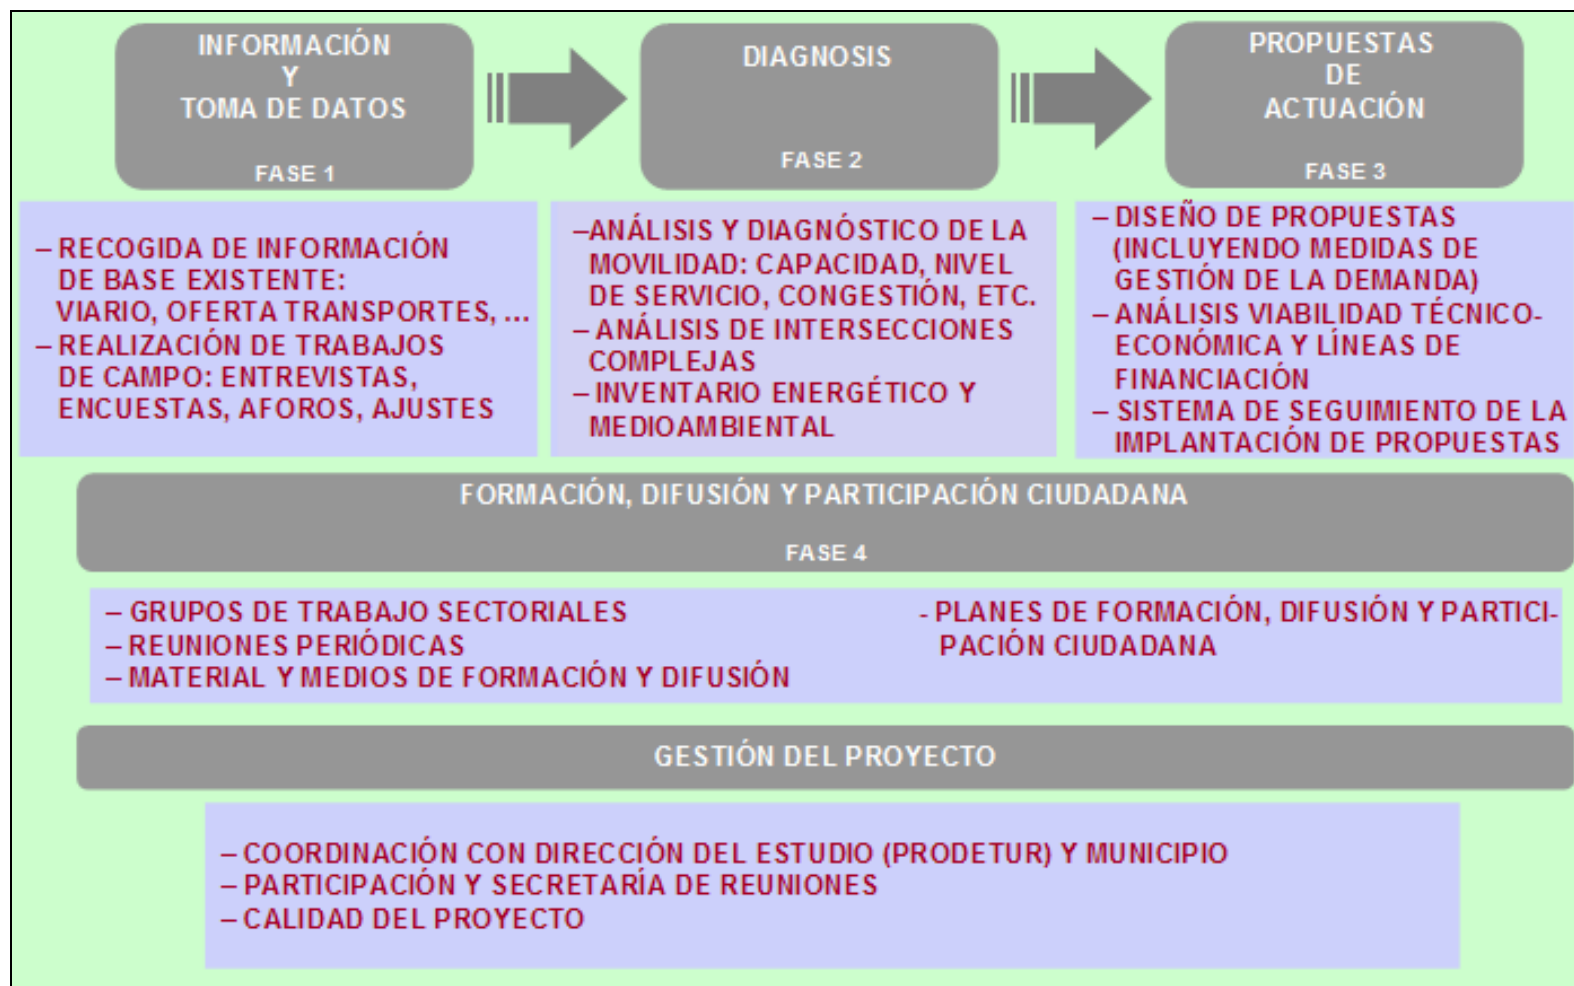 INFORMACIÓN
Y
TOMA DE DATOS
FASE 1
DIAGNOSIS
FASE 2
PROPUESTAS
DE
ACTUACIÓN
FASE 3
– RECOGIDA DE INFORMACIÓN
DE BASE EXISTENTE:
VIARIO, OFERTA TRANSPORTES, ...
– REALIZACIÓN DE TRABAJOS
DE CAMPO: ENTREVISTAS,
ENCUESTAS, AFOROS, AJUSTES
–ANÁLISIS Y DIAGNÓSTICO DE LA
MOVILIDAD: CAPACIDAD, NIVEL
DE SERVICIO, CONGESTIÓN, ETC.
– ANÁLISIS DE INTERSECCIONES
COMPLEJAS
– INVENTARIO ENERGÉTICO Y
MEDIOAMBIENTAL
– DISEÑO DE PROPUESTAS
(INCLUYENDO MEDIDAS DE
GESTIÓN DE LA DEMANDA)
– ANÁLISIS VIABILIDAD TÉCNICO-
ECONÓMICA Y LÍNEAS DE
FINANCIACIÓN
– SISTEMA DE SEGUIMIENTO DE LA
IMPLANTACIÓN DE PROPUESTAS
FORMACIÓN, DIFUSIÓN Y PARTICIPACIÓN CIUDADANA
FASE 4
– GRUPOS DE TRABAJO SECTORIALES
– REUNIONES PERIÓDICAS
– MATERIAL Y MEDIOS DE FORMACIÓN Y DIFUSIÓN
- PLANES DE FORMACIÓN, DIFUSIÓN Y PARTICI-
PACIÓN CIUDADANA
GESTIÓN DEL PROYECTO
– COORDINACIÓN CON DIRECCIÓN DEL ESTUDIO (PRODETUR) Y MUNICIPIO
– PARTICIPACIÓN Y SECRETARÍA DE REUNIONES
– CALIDAD DEL PROYECTO